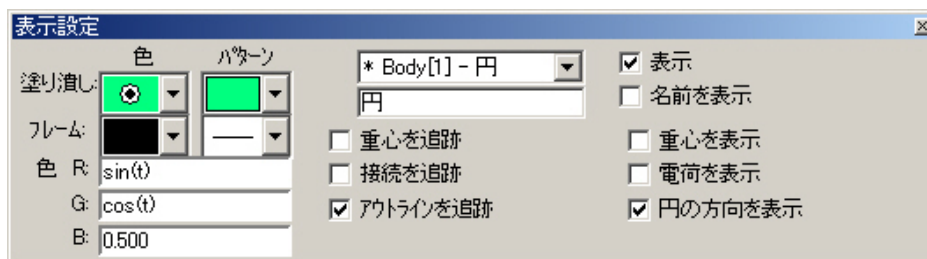 表示設定
色 パターン
塗り潰し:
フレーム:
色 R: sin(t)
G: cos(t)
B: 0.500
* Body[1] - 円
円
重心を追跡
接続を追跡
アウトラインを追跡
表示
名前を表示
重心を表示
電荷を表示
円の方向を表示